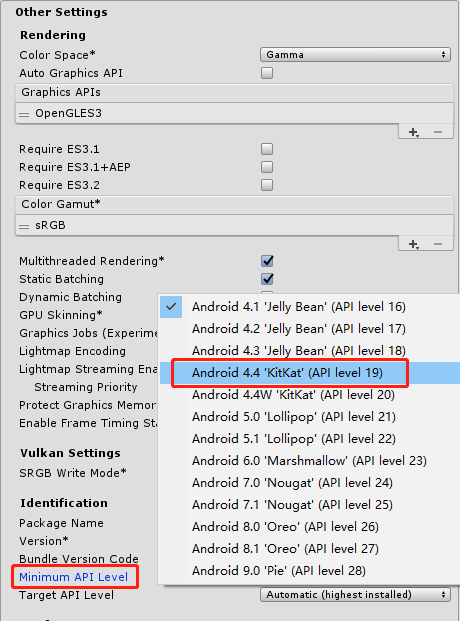 Other Settings
Rendering
Color Space*
Gamma
Auto Graphics API
Graphics APIs
OpenGLES3
Require ES3.1
Require ES3.1+AEP
Require ES3.2
Color Gamut*
sRGB
Multithreaded Rendering*
Static Batching
Dynamic Batching
GPU Skinning*
Graphics Jobs (Experime
Lightmap Encoding
Lightmap Streaming Ena
Streaming Priority
Protect Graphics Memor
Enable Frame Timing Sta
Android 4.1 'Jelly Bean' (API level 16)
Android 4.2 'Jelly Bean' (API level 17)
Android 4.3 'Jelly Bean' (API level 18)
Android 4.4 'KitKat' (API level 19)
Android 4.4W 'KitKat' (API level 20)
Android 5.0 'Lollipop' (API level 21)
Android 5.1 'Lollipop' (API level 22)
Android 6.0 'Marshmallow' (API level 23)
Android 7.0 'Nougat' (API level 24)
Android 7.1 'Nougat' (API level 25)
Android 8.0 'Oreo' (API level 26)
Android 8.1 'Oreo' (API level 27)
Android 9.0 'Pie' (API level 28)
Vulkan Settings
SRGB Write Mode*
Identification
Package Name
Version*
Bundle Version Code
Minimum API Level
Target API Level
Automatic (highest installed)